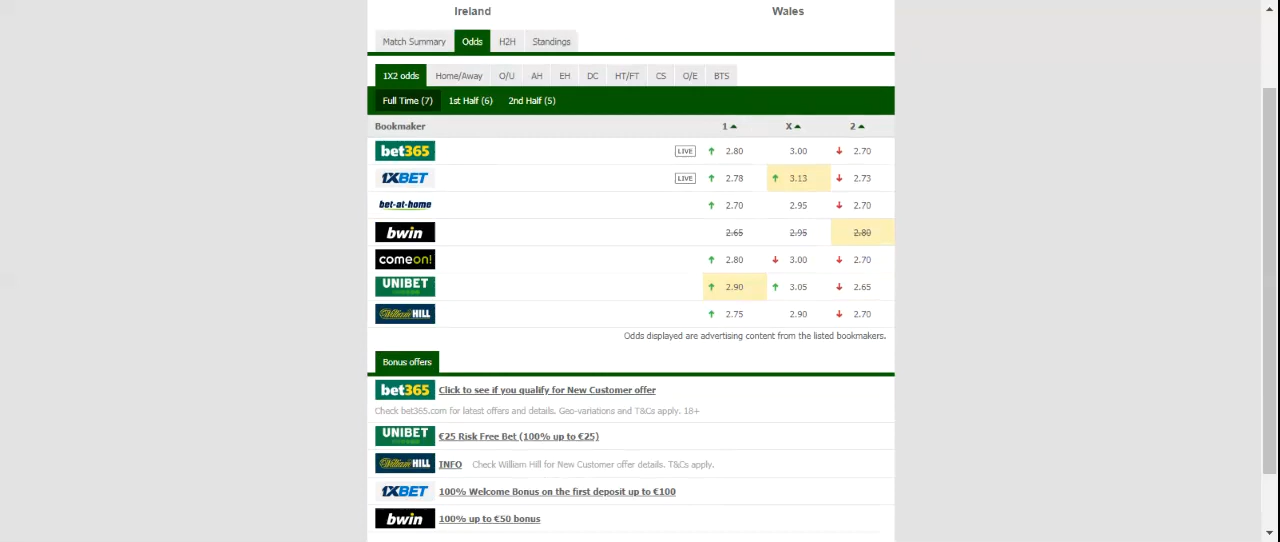 Ireland Wales
Match Summary Odds H2H Standings
1X2 odds Home/Away O/U AH EH DC HT/FT CS O/E BTS
Full Time (7) 1st Half (6) 2nd Half (5)
Bookmaker 1 X 2
bet365 LIVE 2.80 3.00 2.70
1XBET LIVE 2.78 3.13 2.73
bet-at-home 2.70 2.95 2.70
bwin 2.65 2.95 2.80
comeon! 2.80 3.00 2.70
UNIBET 2.90 3.05 2.65
William HILL 2.75 2.90 2.70
Odds displayed are advertising content from the listed bookmakers.
Bonus offers
bet365 Click to see if you qualify for New Customer offer
Check bet365.com for latest offers and details. Geo-variations and T&Cs apply. 18+
UNIBET €25 Risk Free Bet (100% up to €25)
William HILL INFO Check William Hill for New Customer offer details. T&Cs apply.
1XBET 100% Welcome Bonus on the first deposit up to €100
bwin 100% up to €50 bonus